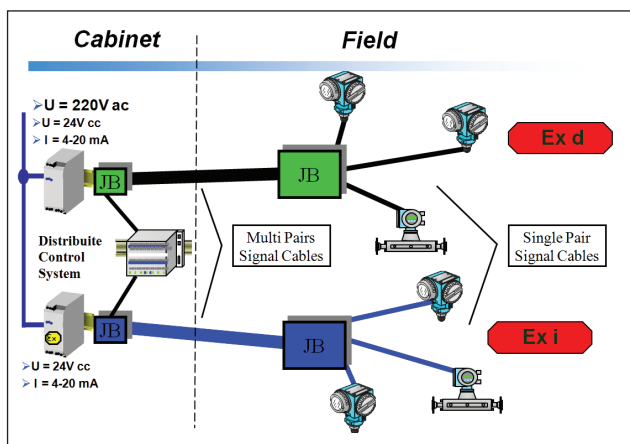 Cabinet
Field
➢U = 220V ac
➢U = 24V cc
➢I = 4-20 mA
Ex d
JB
JB
Distribuite
Control
System
Multi Pairs
Signal Cables
Single Pair
Signal Cables
Ex
JB
JB
Ex i
➢U = 24V cc
➢I = 4-20 mA